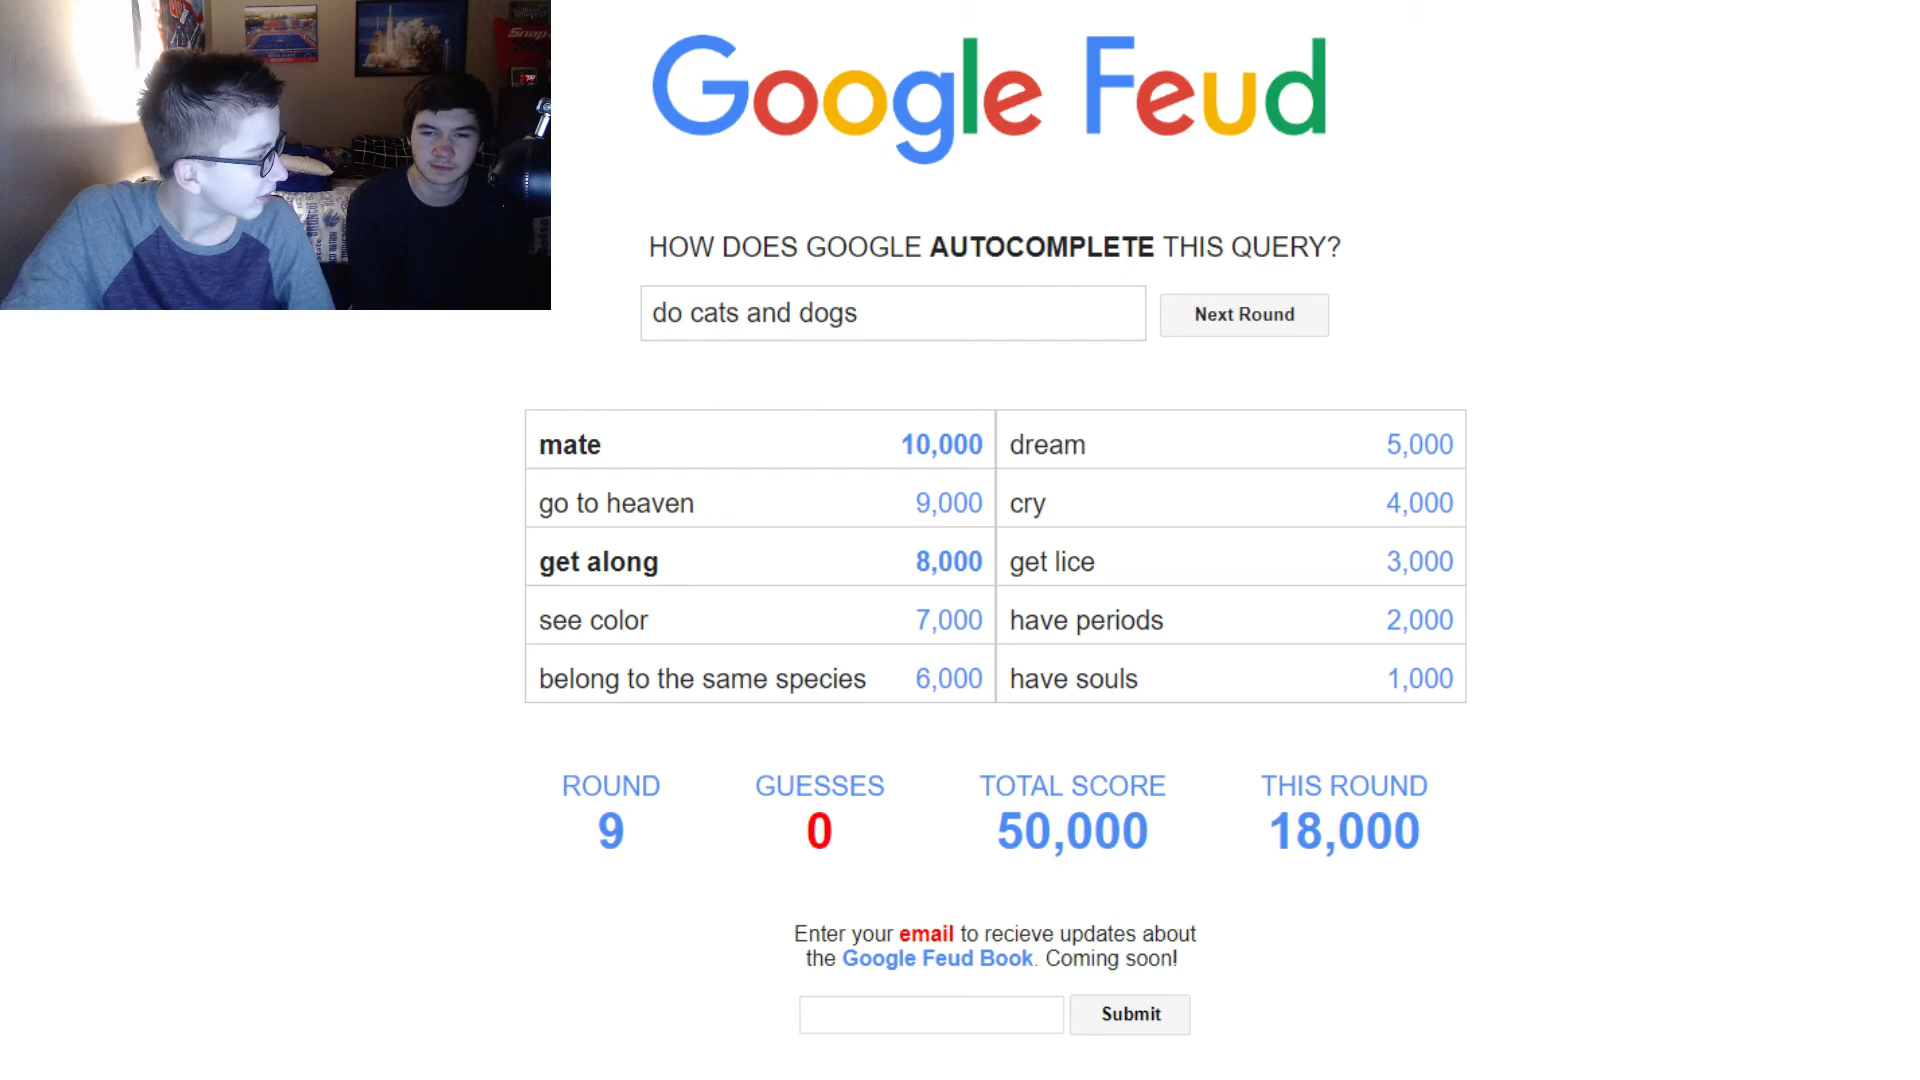 Google Feud
HOW DOES GOOGLE AUTOCOMPLETE THIS QUERY?
do cats and dogs
Next Round
mate 10,000
go to heaven 9,000
get along 8,000
see color 7,000
belong to the same species 6,000
dream 5,000
cry 4,000
get lice 3,000
have periods 2,000
have souls 1,000
ROUND
9
GUESSES
0
TOTAL SCORE
50,000
THIS ROUND
18,000
Enter your email to recieve updates about
the Google Feud Book. Coming soon!
Submit